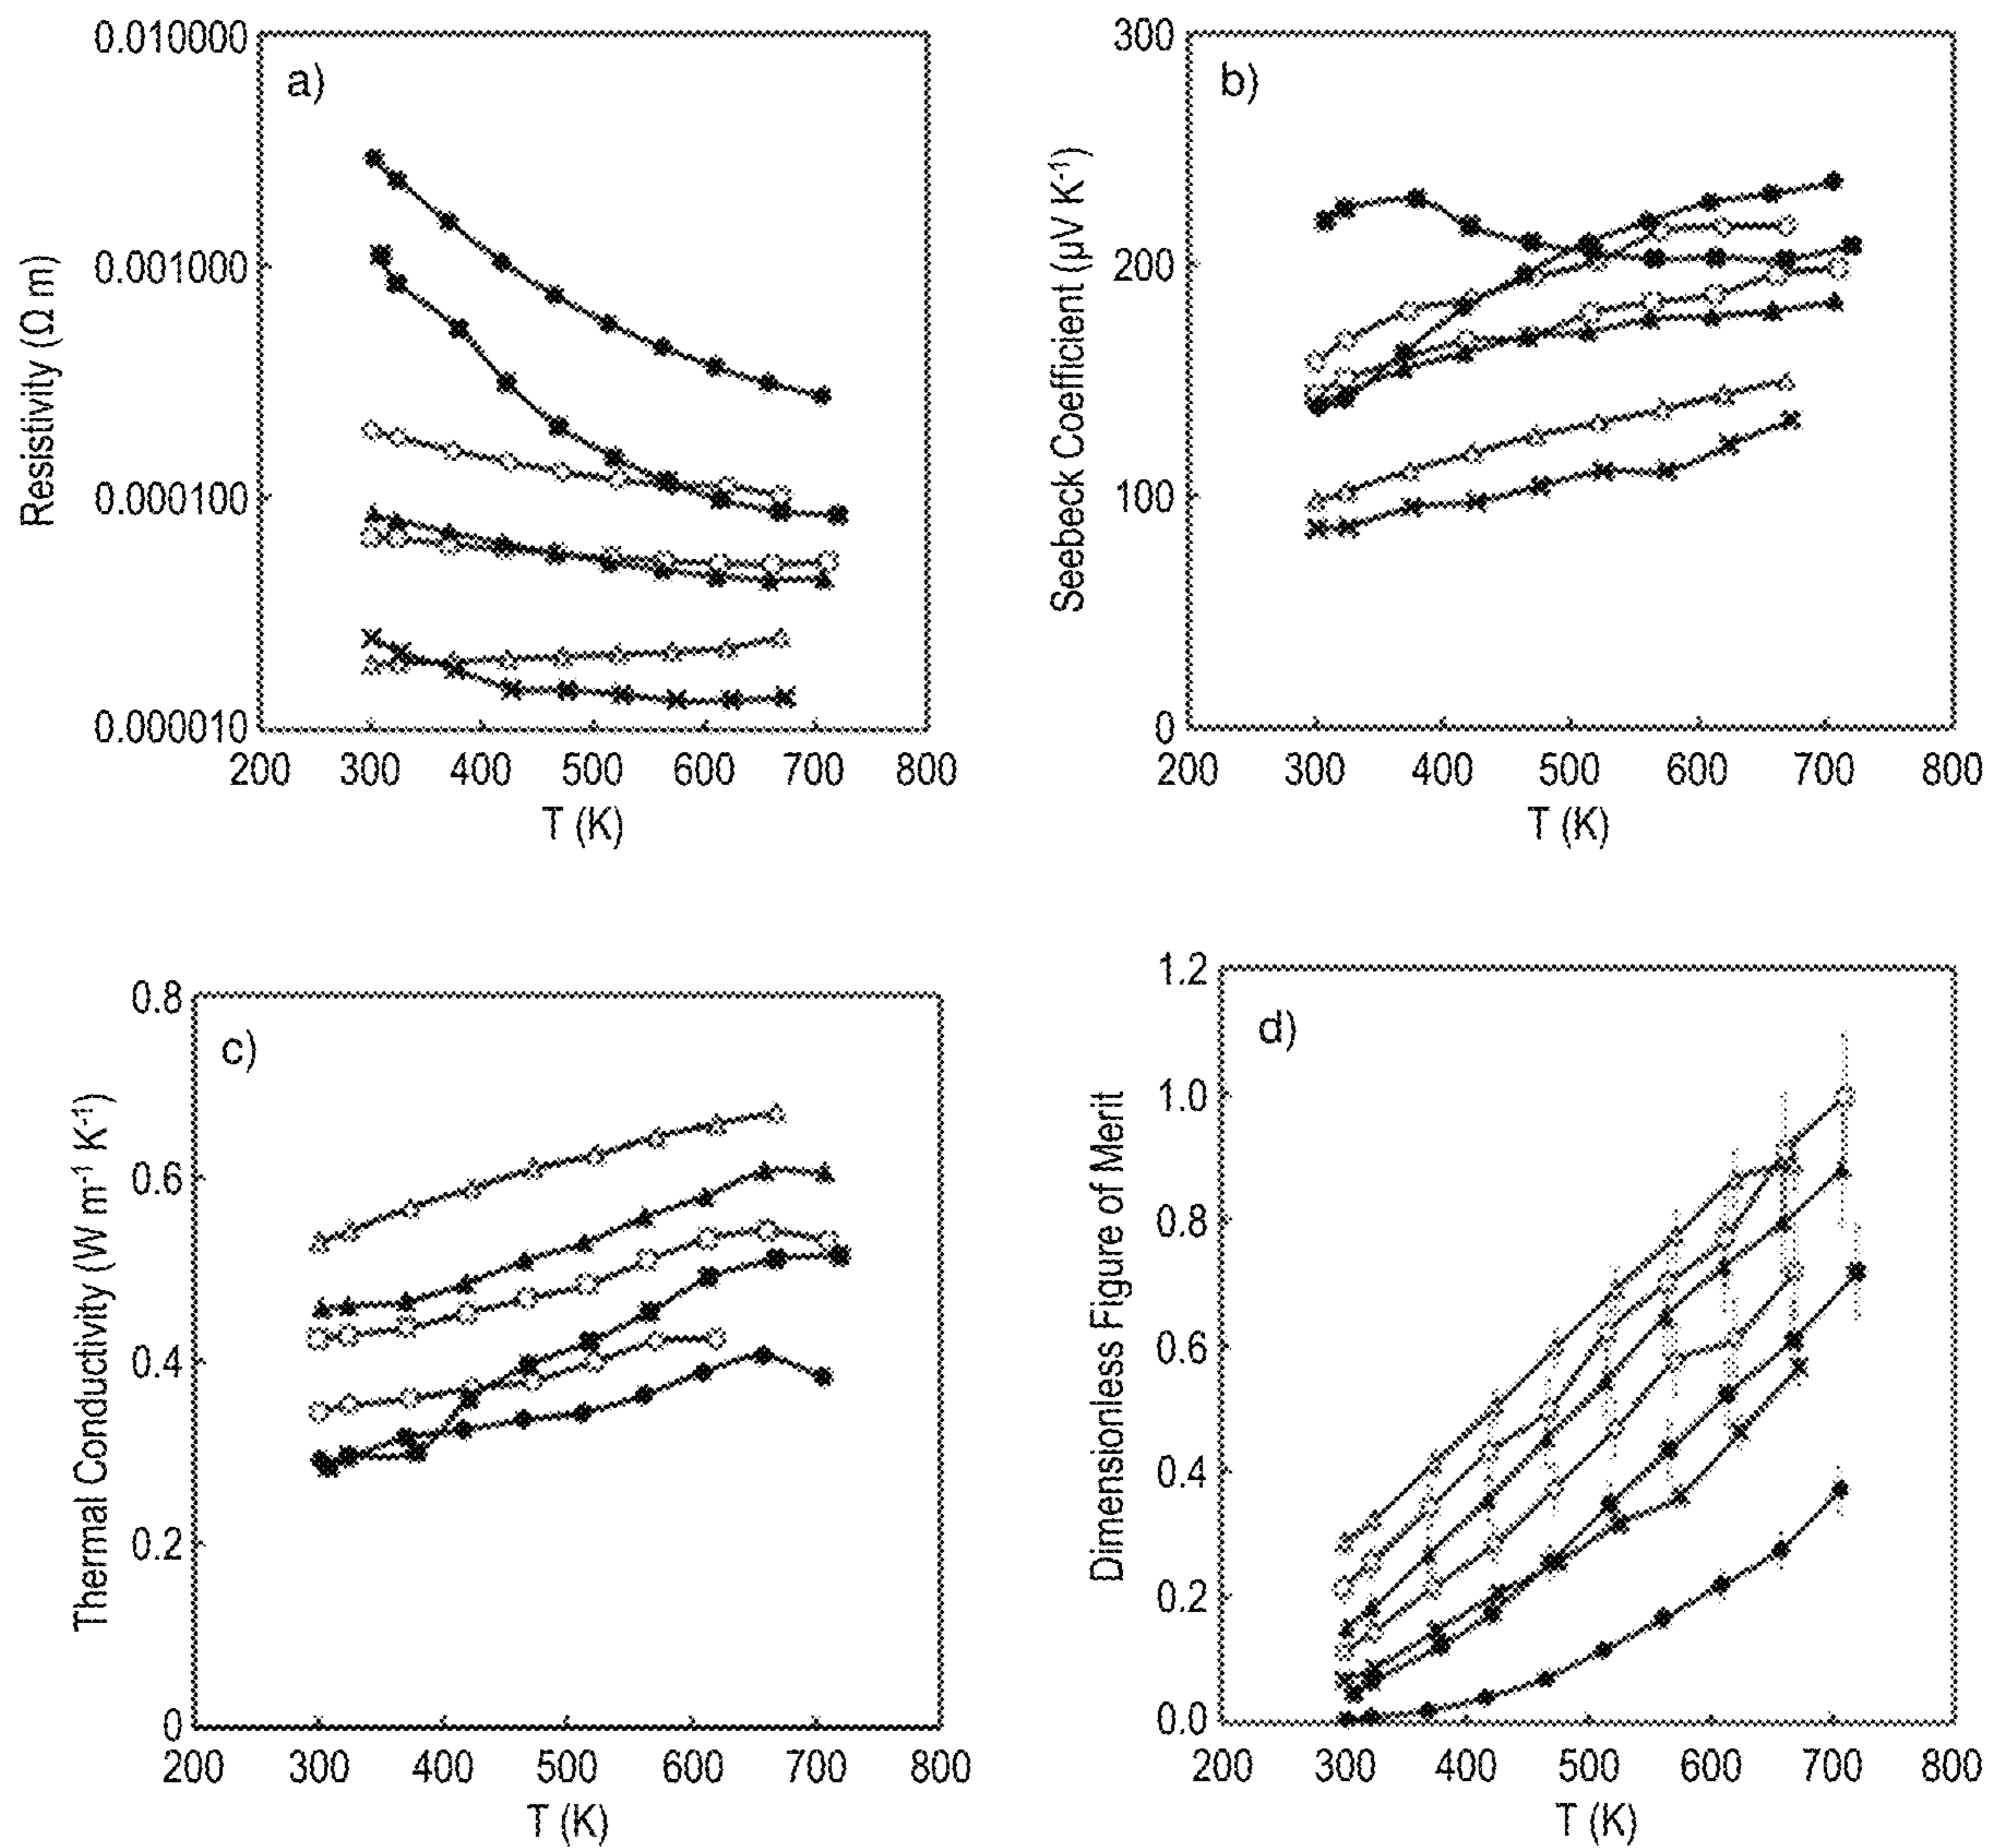 a)
0.010000
0.001000
0.000100
0.000010
Resistivity (Ω m)
200 300 400 500 600 700 800
T (K)
b)
300
200
100
0
Seebeck Coefficient (µV K-1)
200 300 400 500 600 700 800
T (K)
c)
0.8
0.6
0.4
0.2
0
Thermal Conductivity (W m-1 K-1)
200 300 400 500 600 700 800
T (K)
d)
1.2
1.0
0.8
0.6
0.4
0.2
0.0
Dimensionless Figure of Merit
200 300 400 500 600 700 800
T (K)